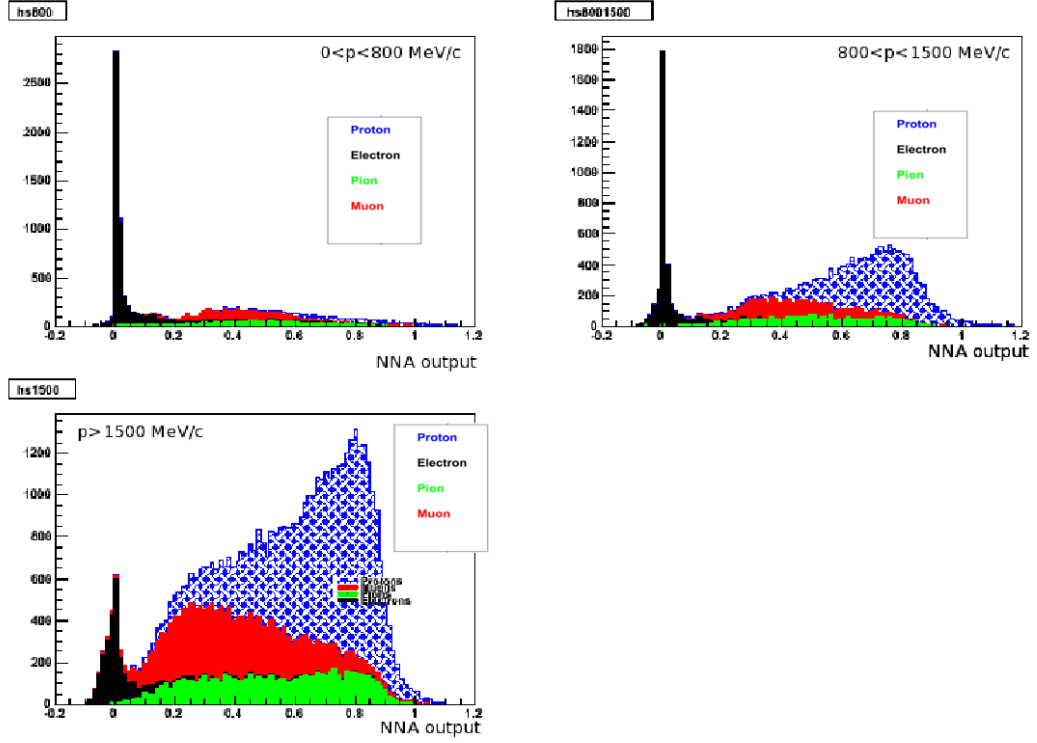 hs800
0<p<800 MeV/c
2500
2000
1500
1000
500
0
Proton
Electron
Pion
Muon
-0.2 0 0.2 0.4 0.6 0.8 1 1.2
NNA output
hs8001500
800<p<1500 MeV/c
1800
1600
1400
1200
1000
800
600
400
200
0
Proton
Electron
Pion
Muon
-0.2 0 0.2 0.4 0.6 0.8 1 1.2
NNA output
hs1500
p>1500 MeV/c
1200
1000
800
600
400
200
0
Proton
Electron
Pion
Muon
Protons
Muons
Pions
Electrons
-0.2 0 0.2 0.4 0.6 0.8 1 1.2
NNA output